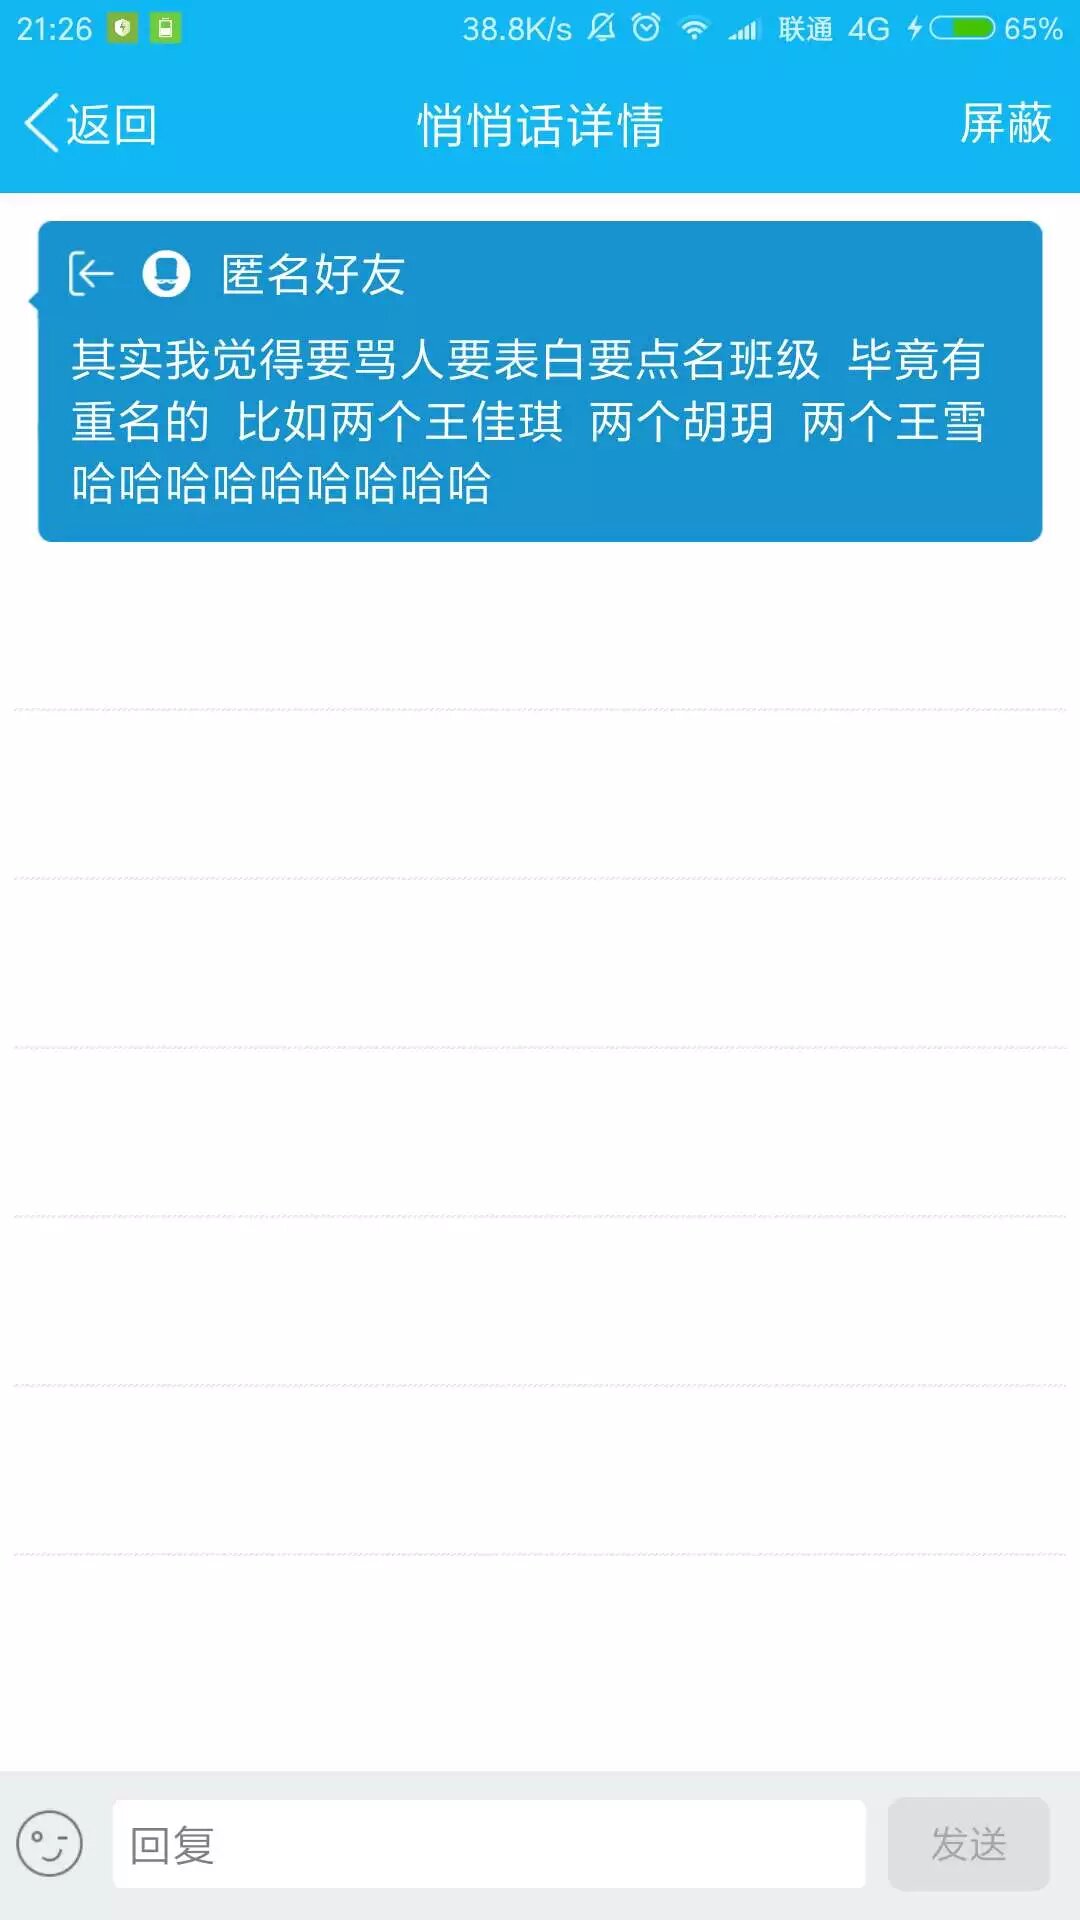 21:26 38.8K/s 联通 4G 65%
返回 悄悄话详情 屏蔽
匿名好友
其实我觉得要骂人要表白要点名班级 毕竟有
重名的 比如两个王佳琪 两个胡玥 两个王雪
哈哈哈哈哈哈哈哈哈
回复 发送